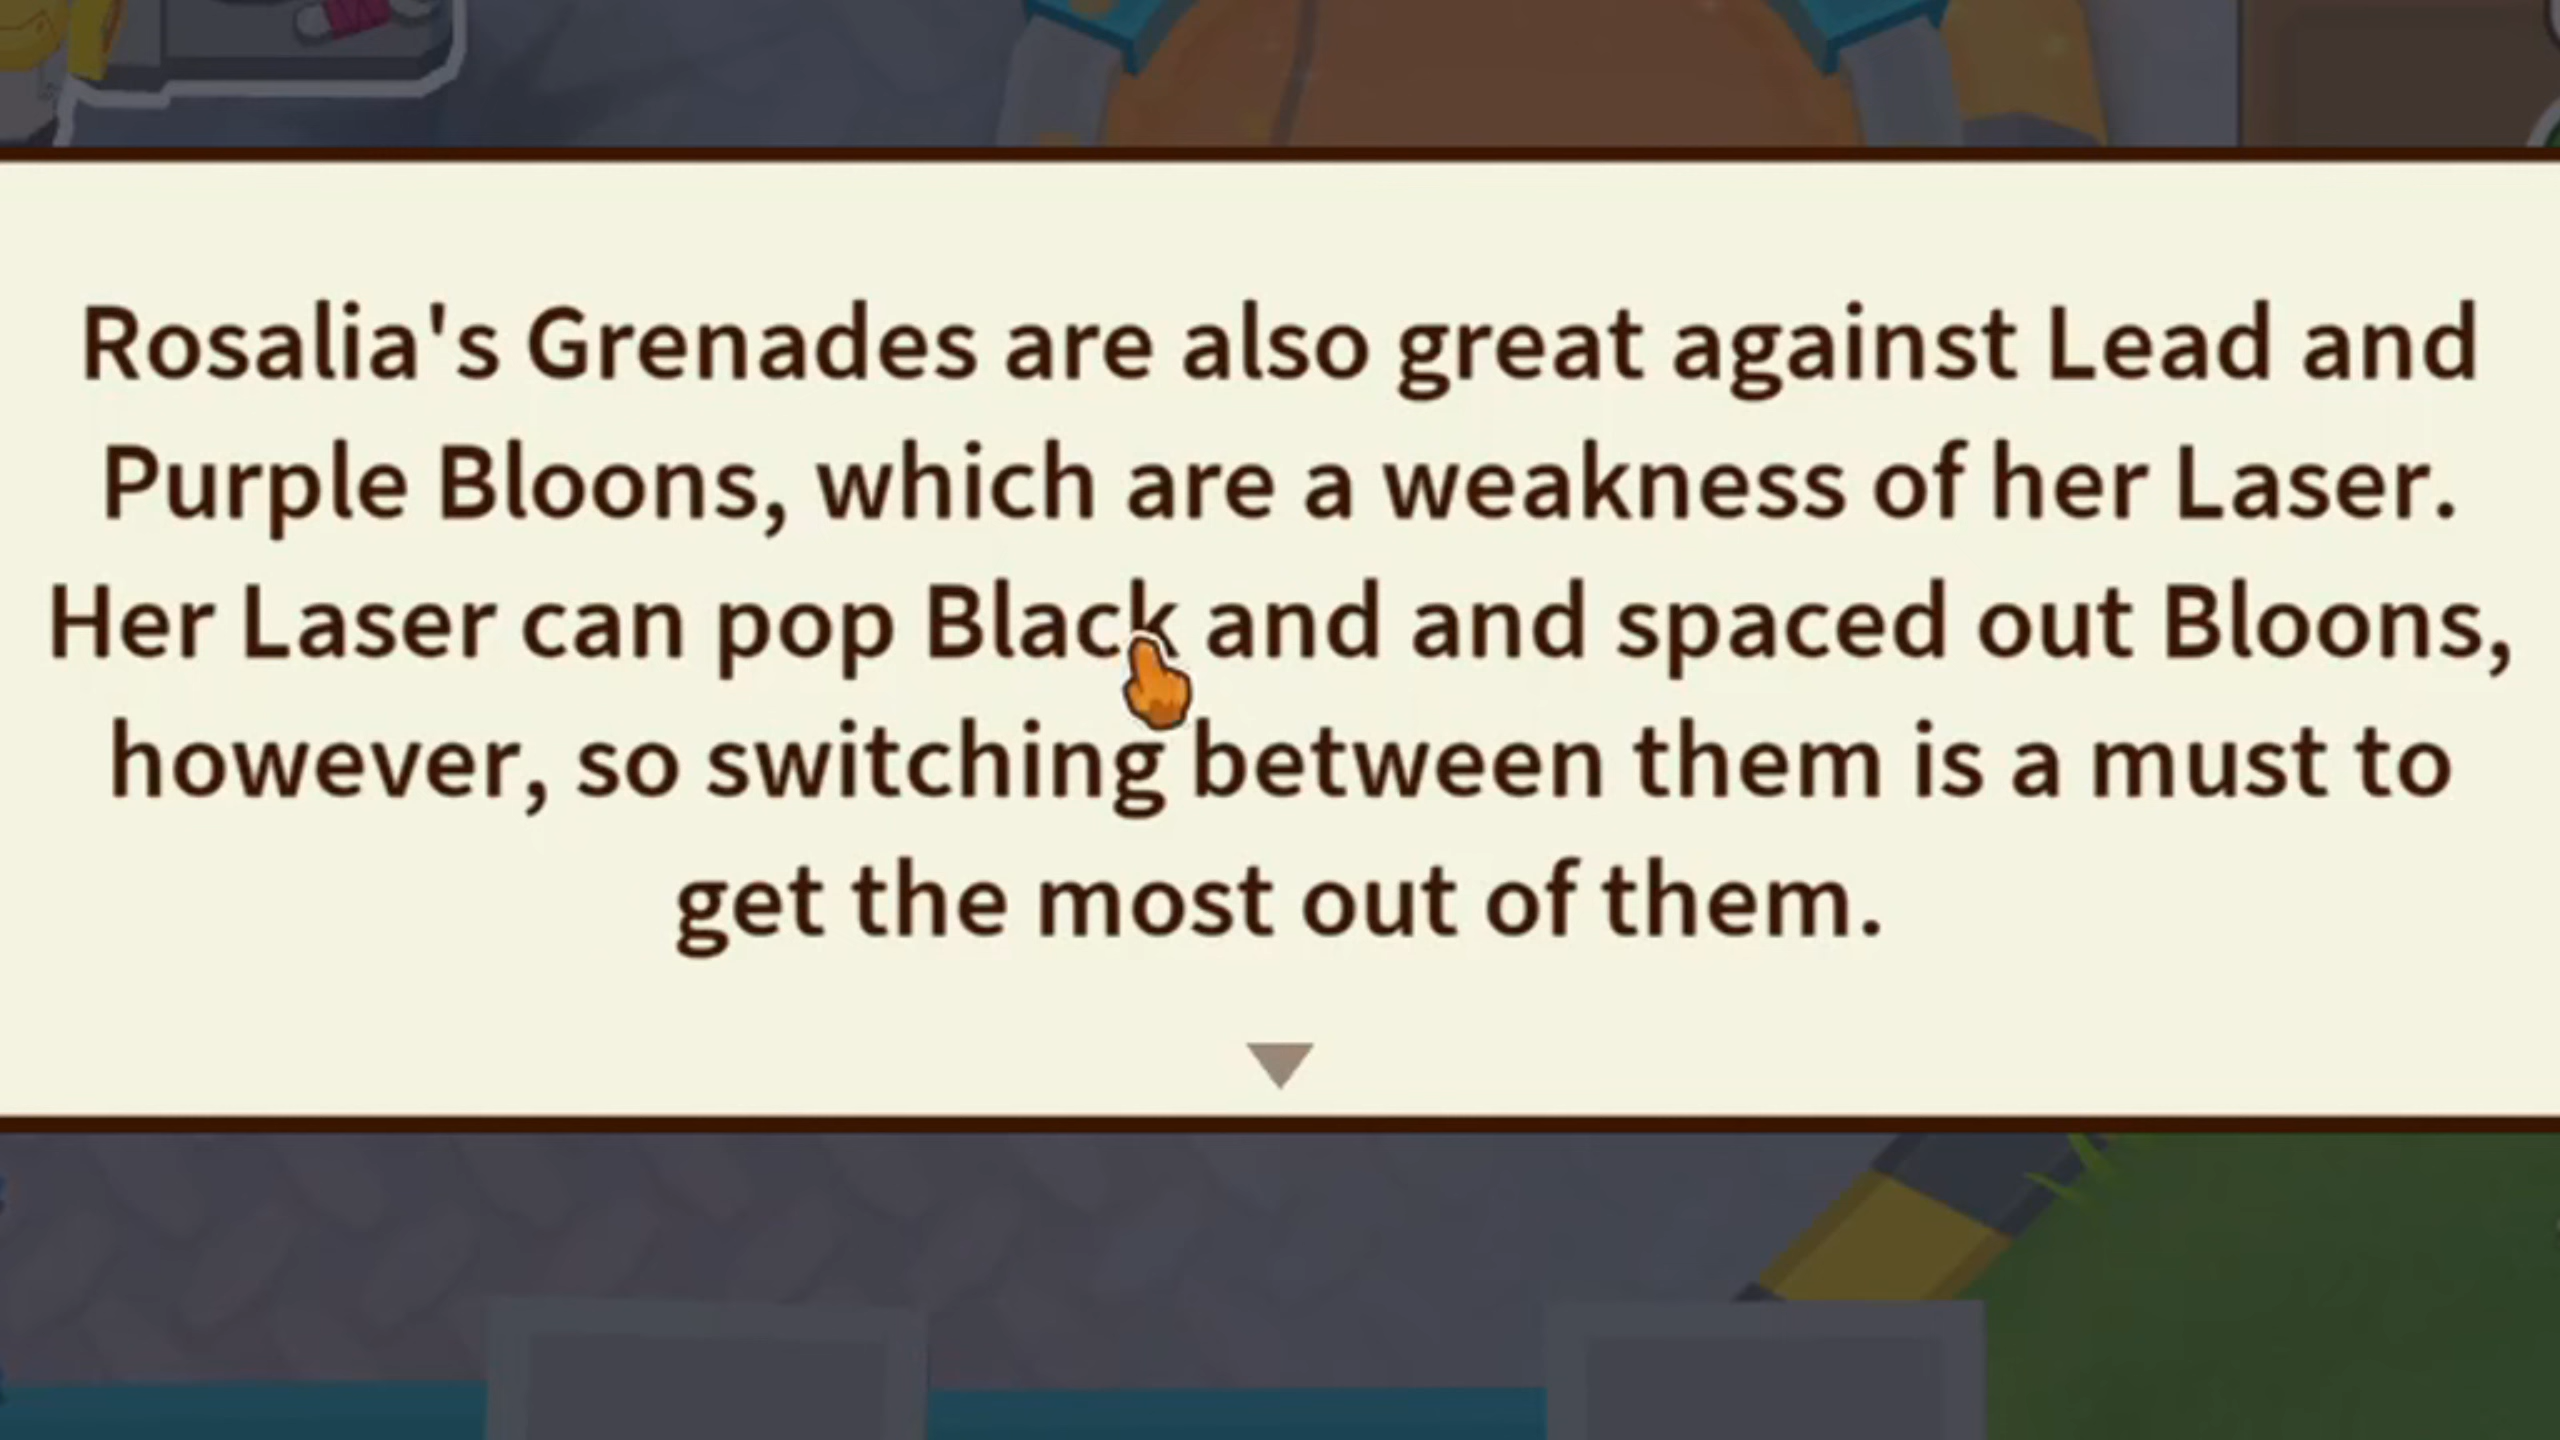 Rosalia's Grenades are also great against Lead and
Purple Bloons, which are a weakness of her Laser.
Her Laser can pop Black and and spaced out Bloons,
however, so switching between them is a must to
get the most out of them.